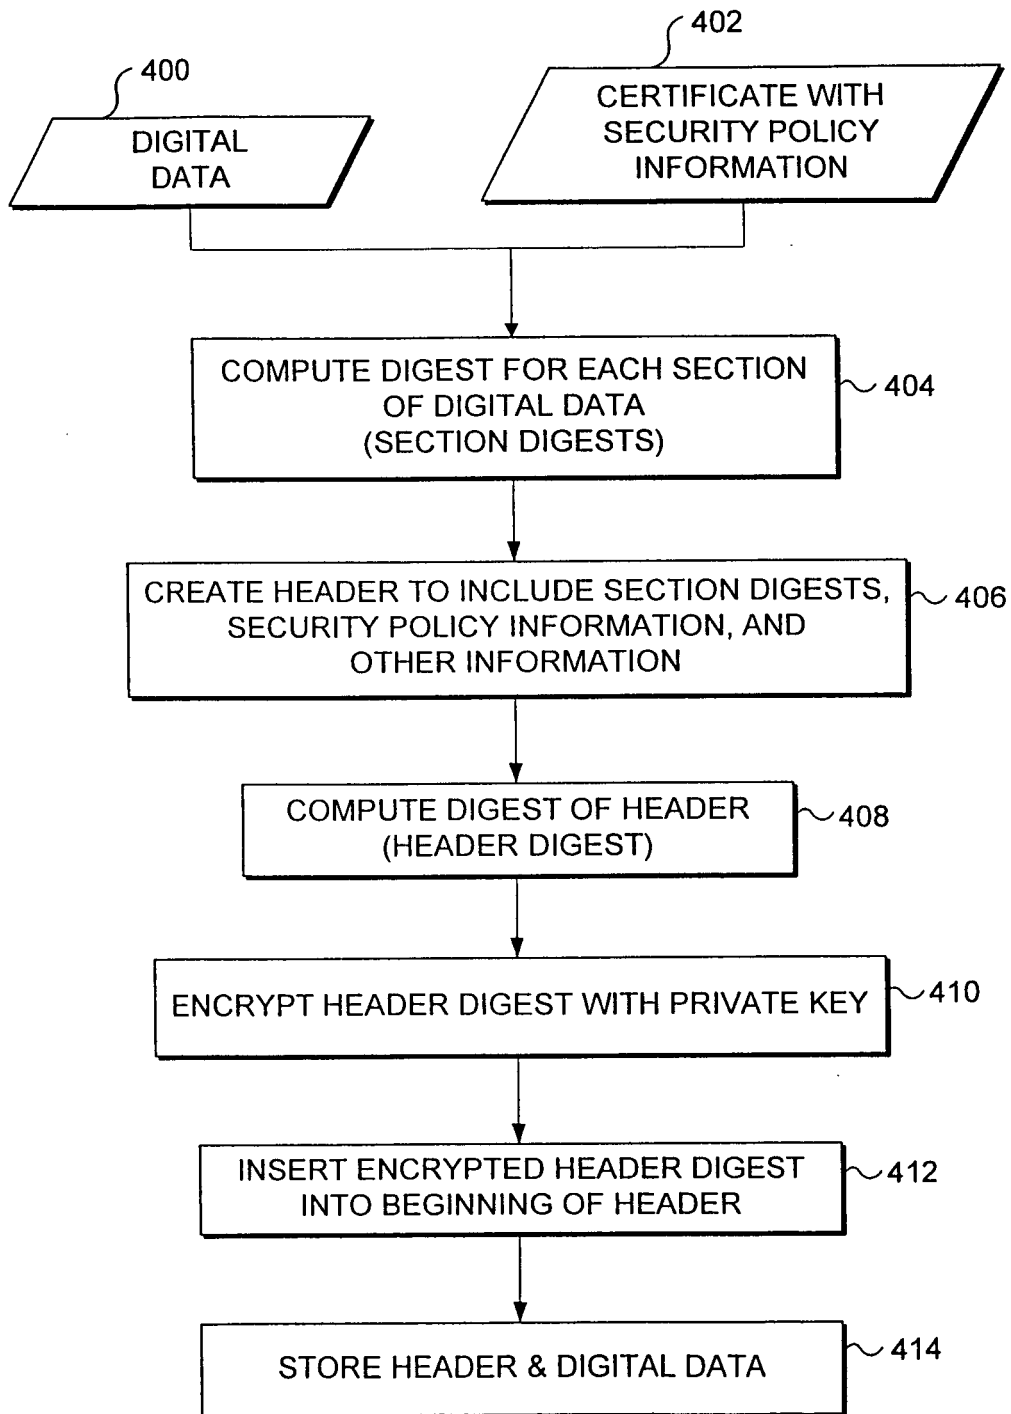 400
402
DIGITAL
DATA
CERTIFICATE WITH
SECURITY POLICY
INFORMATION
COMPUTE DIGEST FOR EACH SECTION
OF DIGITAL DATA
(SECTION DIGESTS)
404
CREATE HEADER TO INCLUDE SECTION DIGESTS,
SECURITY POLICY INFORMATION, AND
OTHER INFORMATION
406
COMPUTE DIGEST OF HEADER
(HEADER DIGEST)
408
ENCRYPT HEADER DIGEST WITH PRIVATE KEY
410
INSERT ENCRYPTED HEADER DIGEST
INTO BEGINNING OF HEADER
412
STORE HEADER & DIGITAL DATA
414